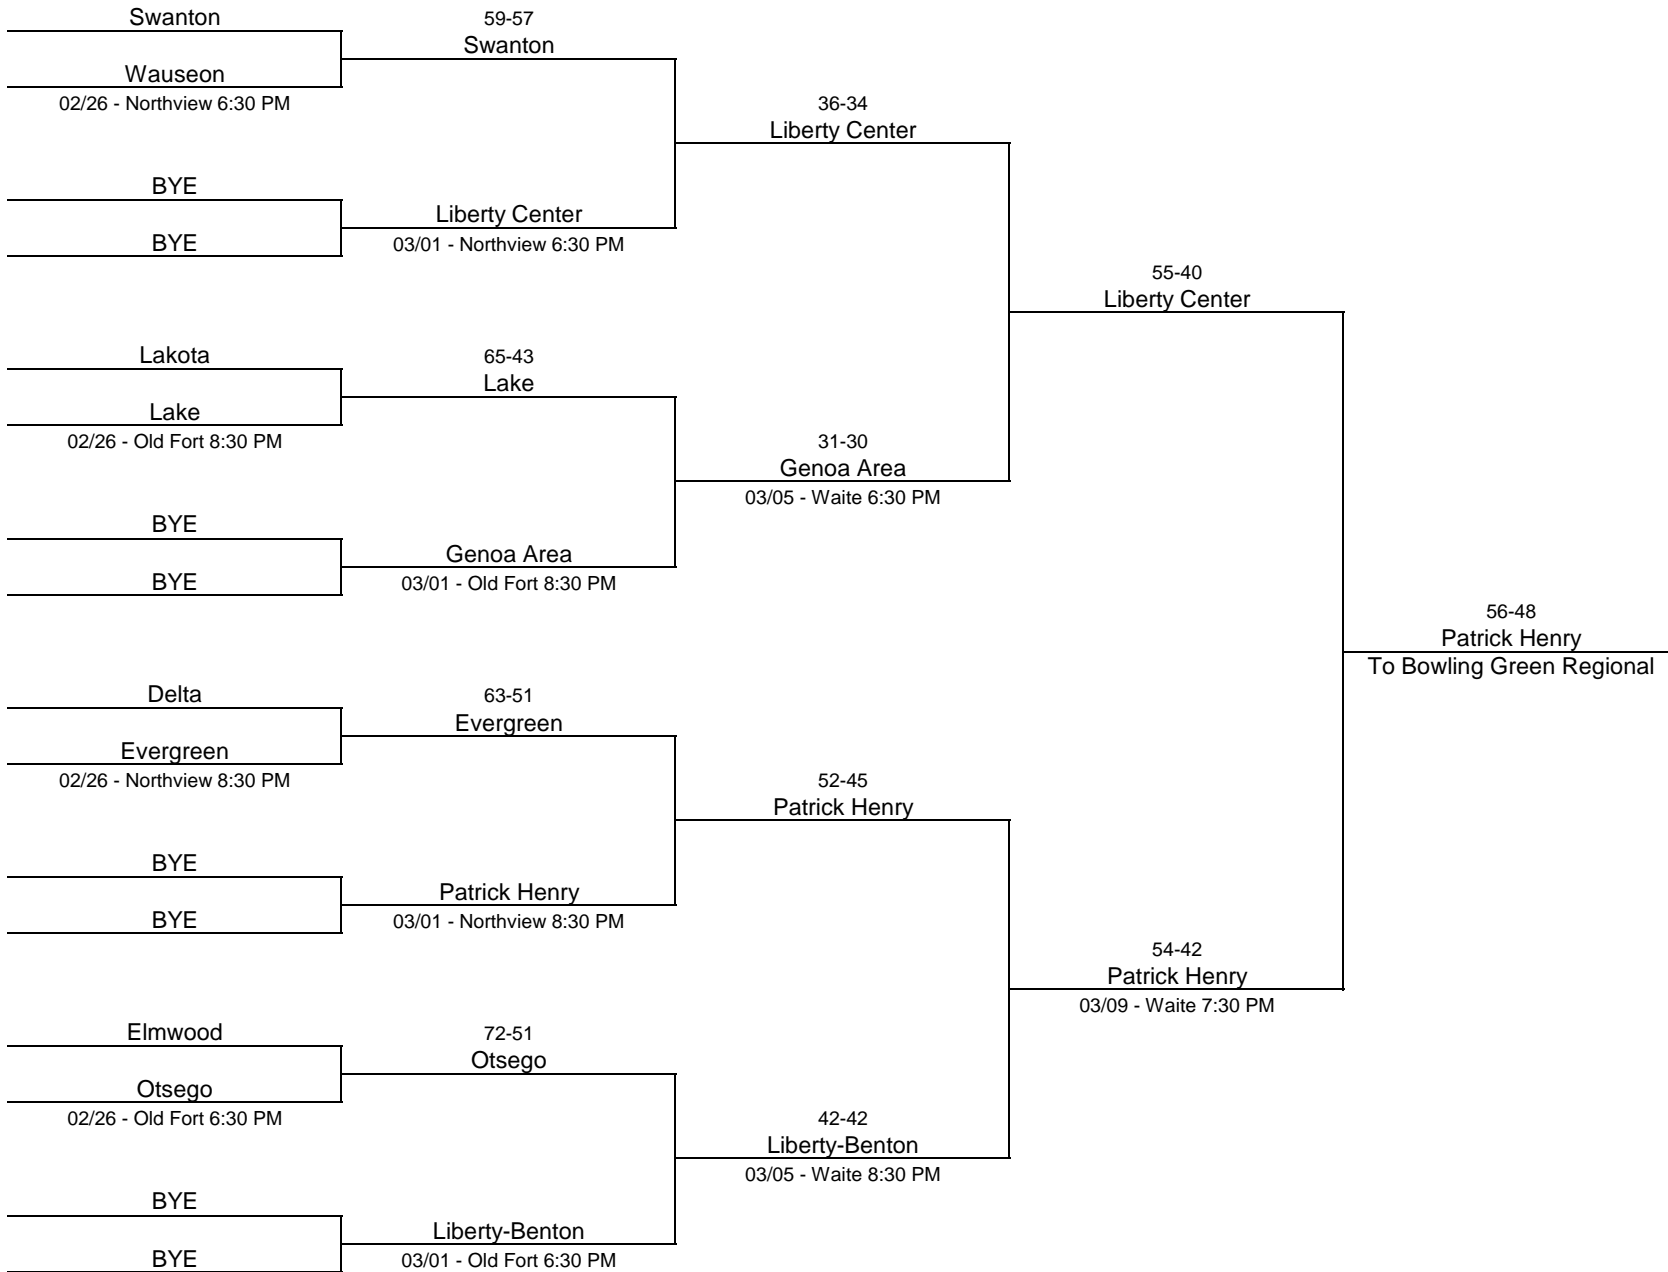 Swanton
Wauseon
02/26 - Northview 6:30 PM
BYE
BYE
Lakota
Lake
02/26 - Old Fort 8:30 PM
BYE
BYE
Delta
Evergreen
02/26 - Northview 8:30 PM
BYE
BYE
Elmwood
Otsego
02/26 - Old Fort 6:30 PM
BYE
BYE
59-57
Swanton
Liberty Center
03/01 - Northview 6:30 PM
65-43
Lake
Genoa Area
03/01 - Old Fort 8:30 PM
63-51
Evergreen
Patrick Henry
03/01 - Northview 8:30 PM
72-51
Otsego
Liberty-Benton
03/01 - Old Fort 6:30 PM
36-34
Liberty Center
31-30
Genoa Area
03/05 - Waite 6:30 PM
52-45
Patrick Henry
42-42
Liberty-Benton
03/05 - Waite 8:30 PM
55-40
Liberty Center
54-42
Patrick Henry
03/09 - Waite 7:30 PM
56-48
Patrick Henry
To Bowling Green Regional